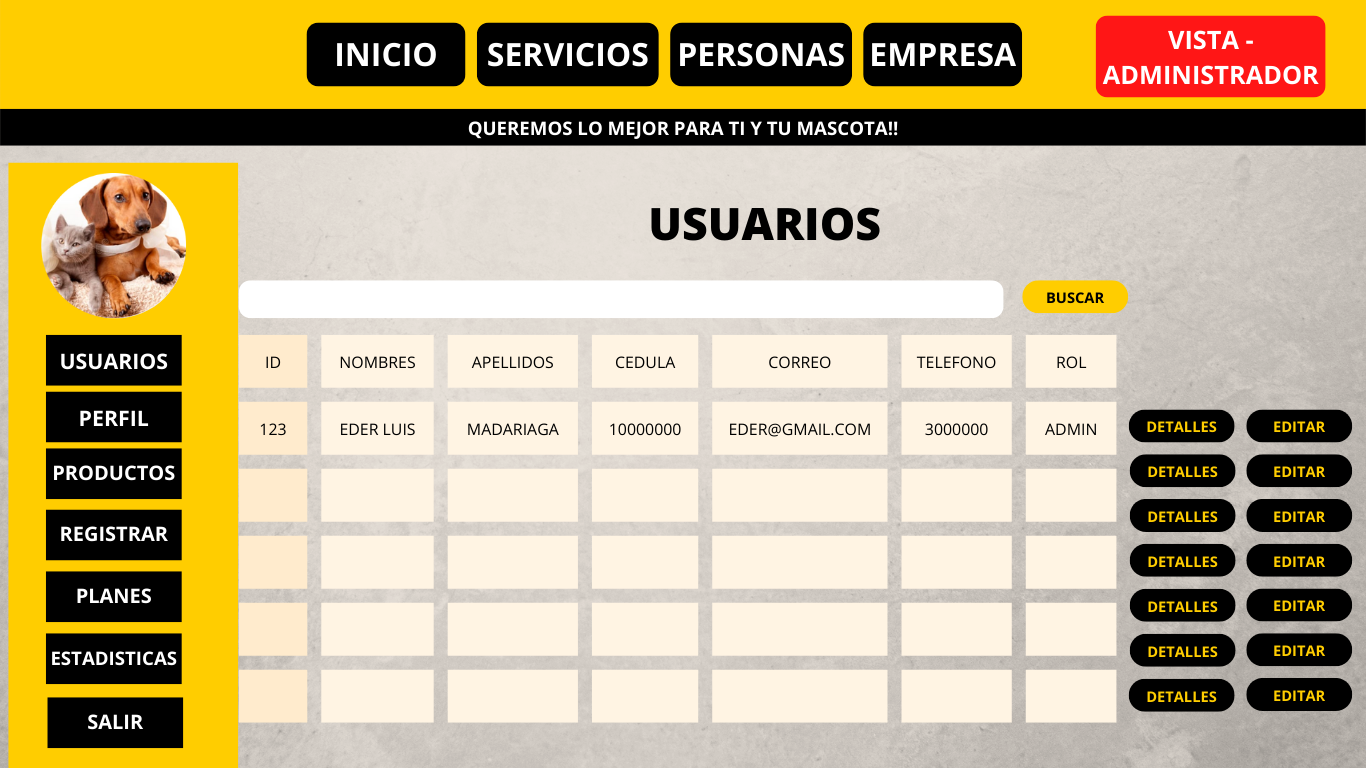 INICIO
SERVICIOS
PERSONAS
EMPRESA
VISTA -
ADMINISTRADOR
QUEREMOS LO MEJOR PARA TI Y TU MASCOTA!!
USUARIOS
BUSCAR
USUARIOS
PERFIL
PRODUCTOS
REGISTRAR
PLANES
ESTADISTICAS
SALIR
ID NOMBRES APELLIDOS CEDULA CORREO TELEFONO ROL
123 EDER LUIS MADARIAGA 10000000 EDER@GMAIL.COM 3000000 ADMIN
DETALLES EDITAR
DETALLES EDITAR
DETALLES EDITAR
DETALLES EDITAR
DETALLES EDITAR
DETALLES EDITAR
DETALLES EDITAR